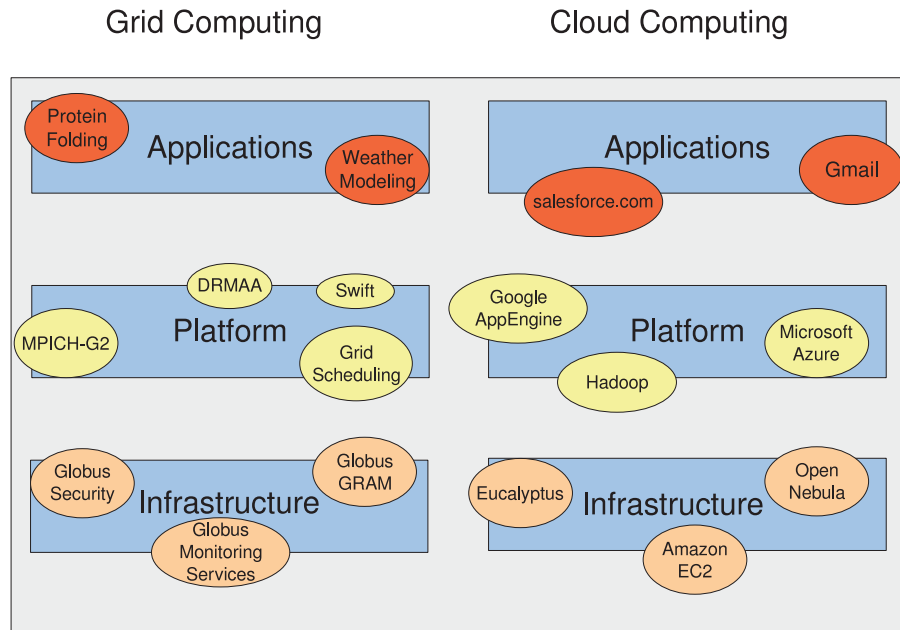 Grid Computing
Cloud Computing
Protein
Folding
Applications
Weather
Modeling
Applications
Gmail
salesforce.com
DRMAA
Swift
Platform
MPICH-G2
Grid
Scheduling
Google
AppEngine
Platform
Microsoft
Azure
Hadoop
Globus
Security
Globus
GRAM
Infrastructure
Globus
Monitoring
Services
Eucalyptus
Open
Nebula
Infrastructure
Amazon
EC2